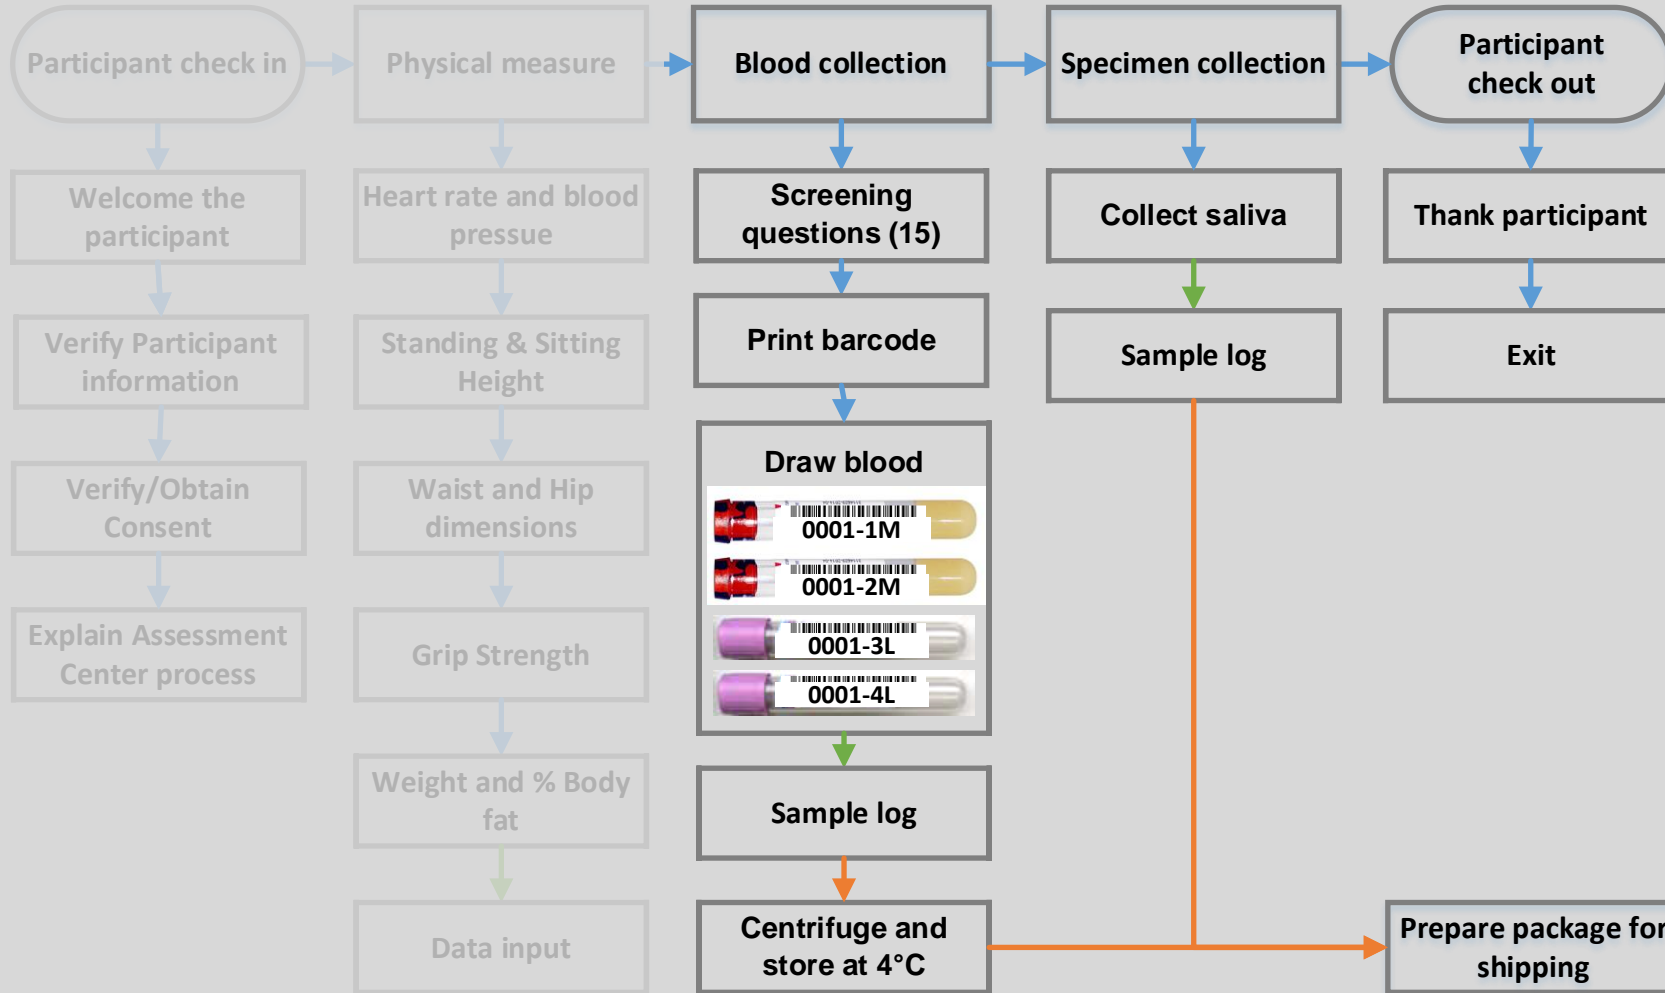 Participant check in
Physical measure
Blood collection
Specimen collection
Participant
check out
Welcome the
participant
Heart rate and blood
pressue
Screening
questions (15)
Collect saliva
Thank participant
Verify Participant
information
Standing & Sitting
Height
Print barcode
Sample log
Exit
Verify/Obtain
Consent
Waist and Hip
dimensions
Draw blood
0001-1M
0001-2M
0001-3L
0001-4L
Explain Assessment
Center process
Grip Strength
Weight and % Body
fat
Sample log
Data input
Centrifuge and
store at 4°C
Prepare package for
shipping